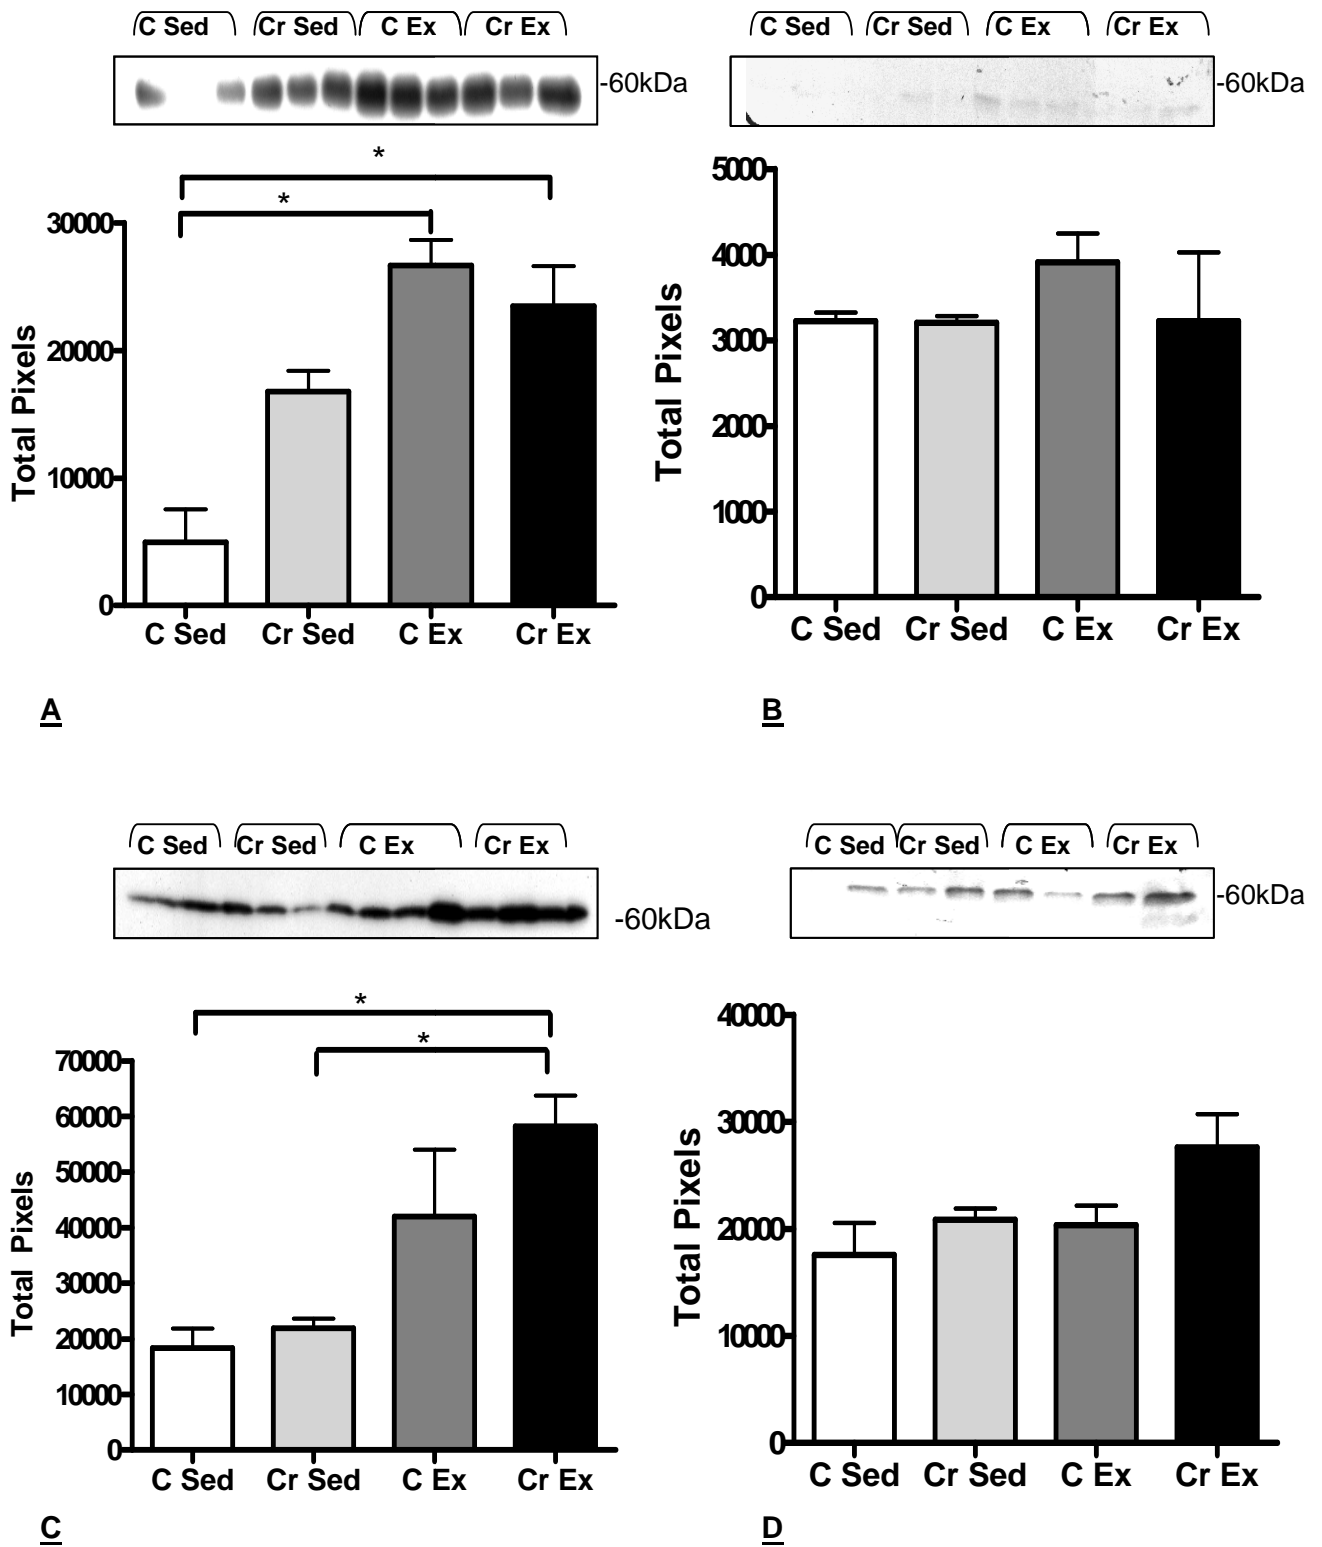 C Sed Cr Sed C Ex Cr Ex
-60kDa
*
*
30000
20000
10000
0
Total Pixels
C Sed Cr Sed C Ex Cr Ex
A
C Sed Cr Sed C Ex Cr Ex
-60kDa
5000
4000
3000
2000
1000
0
Total Pixels
C Sed Cr Sed C Ex Cr Ex
B
C Sed Cr Sed C Ex Cr Ex
-60kDa
*
*
70000
60000
50000
40000
30000
20000
10000
0
Total Pixels
C Sed Cr Sed C Ex Cr Ex
C
C Sed Cr Sed C Ex Cr Ex
-60kDa
40000
30000
20000
10000
0
Total Pixels
C Sed Cr Sed C Ex Cr Ex
D